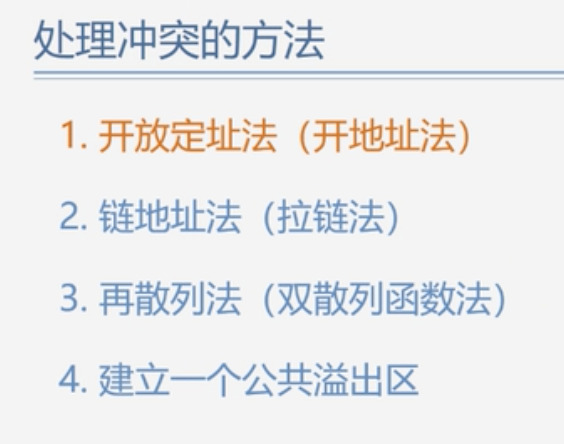 处理冲突的方法
1. 开放定址法（开地址法）
2. 链地址法（拉链法）
3. 再散列法（双散列函数法）
4. 建立一个公共溢出区